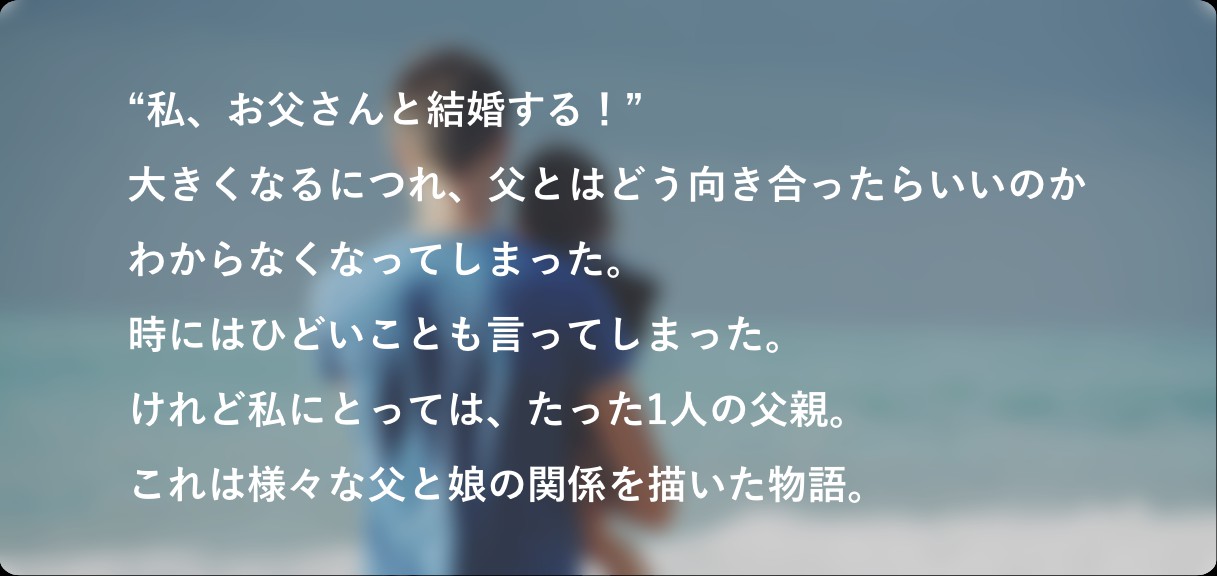 “私、お父さんと結婚する！”
大きくなるにつれ、父とはどう向き合ったらいいのか
わからなくなってしまった。
時にはひどいことも言ってしまった。
けれど私にとっては、たった1人の父親。
これは様々な父と娘の関係を描いた物語。